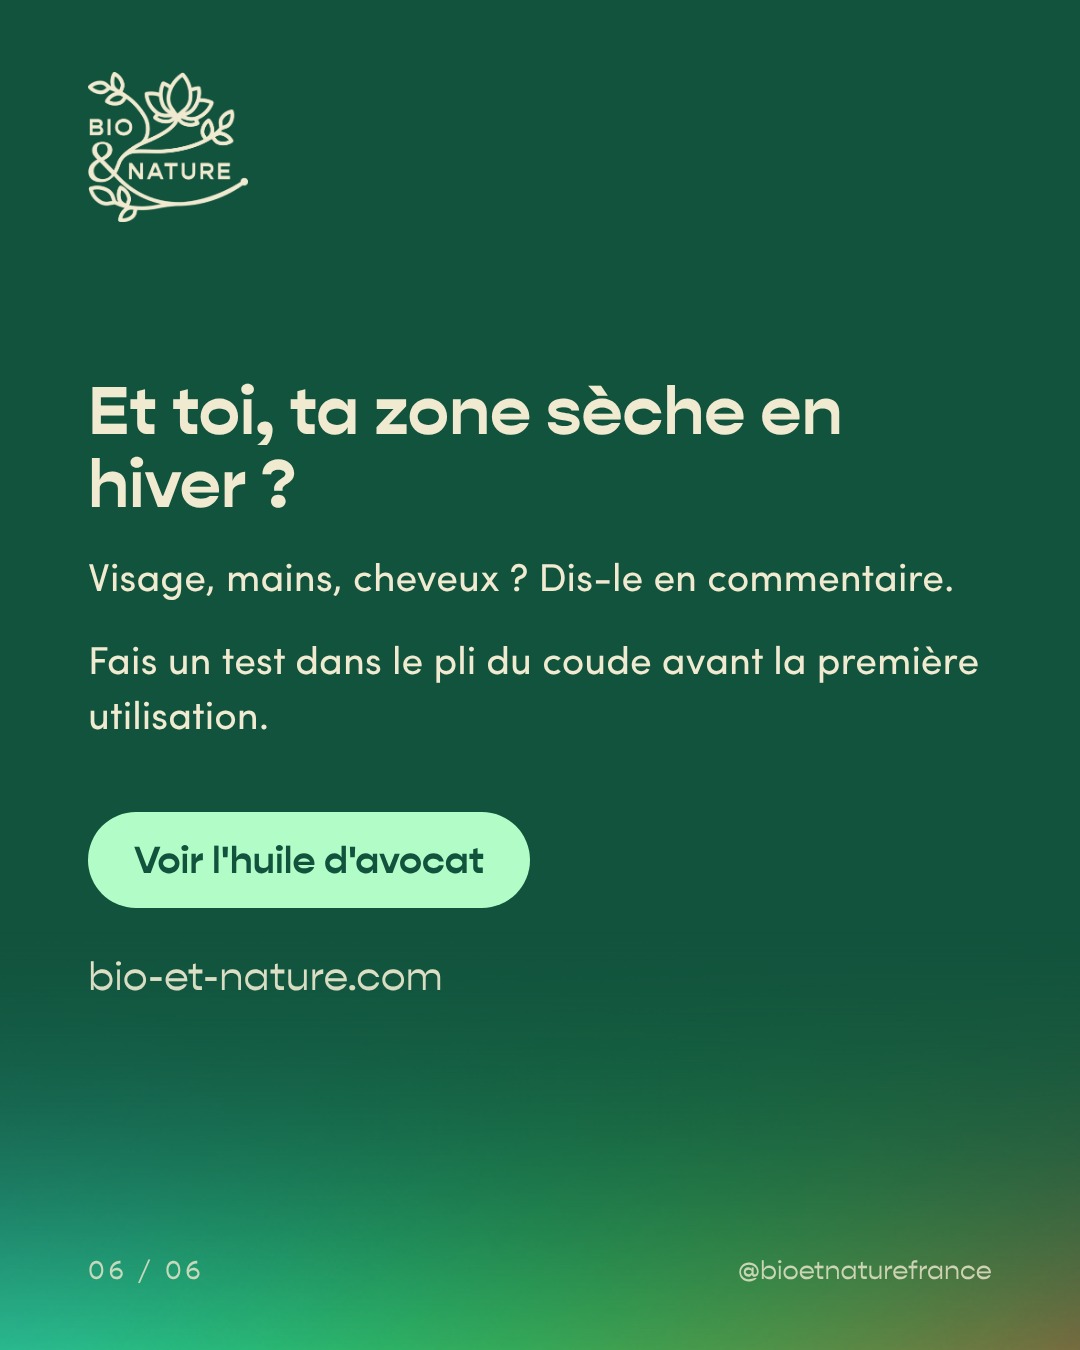 BIO
& NATURE
Et toi, ta zone sèche en
hiver ?
Visage, mains, cheveux ? Dis-le en commentaire.
Fais un test dans le pli du coude avant la première
utilisation.
Voir l'huile d'avocat
bio-et-nature.com
06 / 06
@bioetnaturefrance